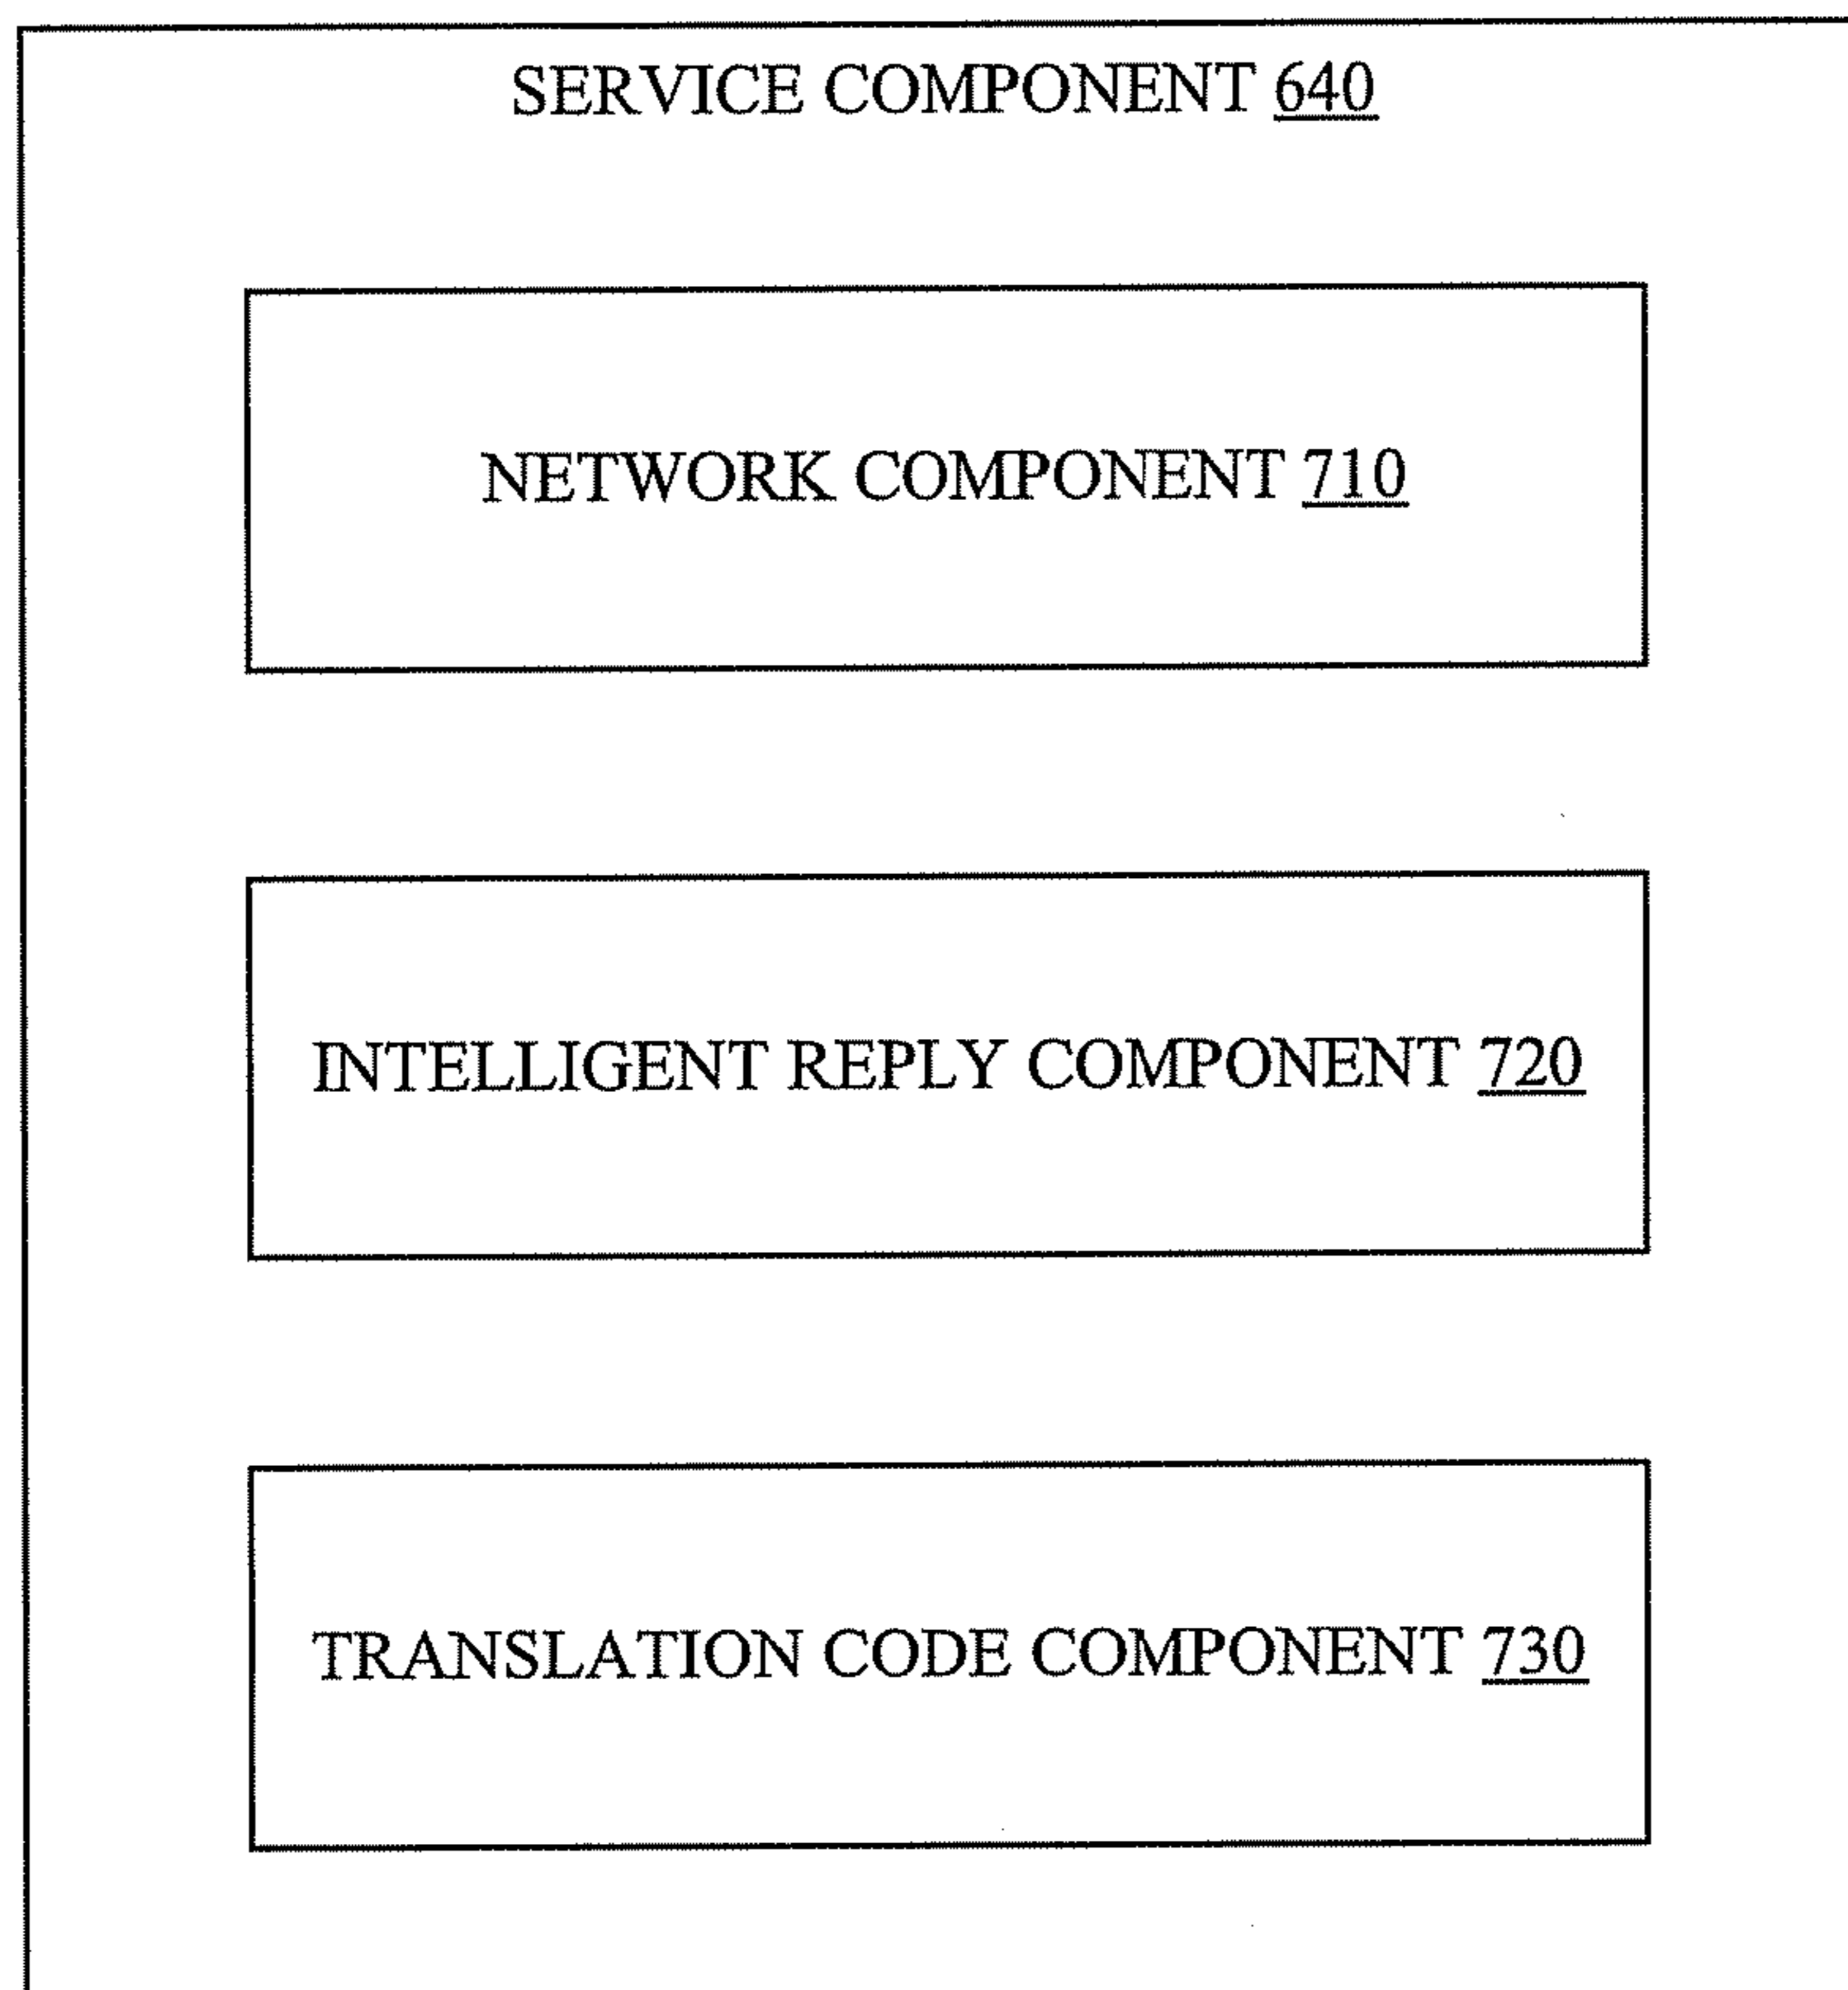 SERVICE COMPONENT 640
NETWORK COMPONENT 710
INTELLIGENT REPLY COMPONENT 720
TRANSLATION CODE COMPONENT 730